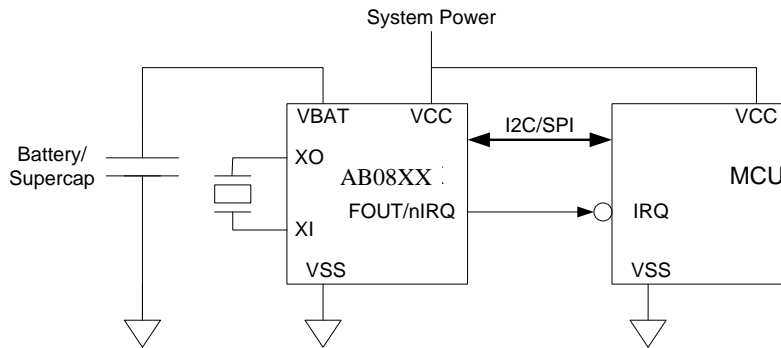 System Power
VBAT
VCC
I2C/SPI
VCC
Battery/
Supercap
XO
AB08XX
MCU
FOUT/nIRQ
IRQ
XI
VSS
VSS